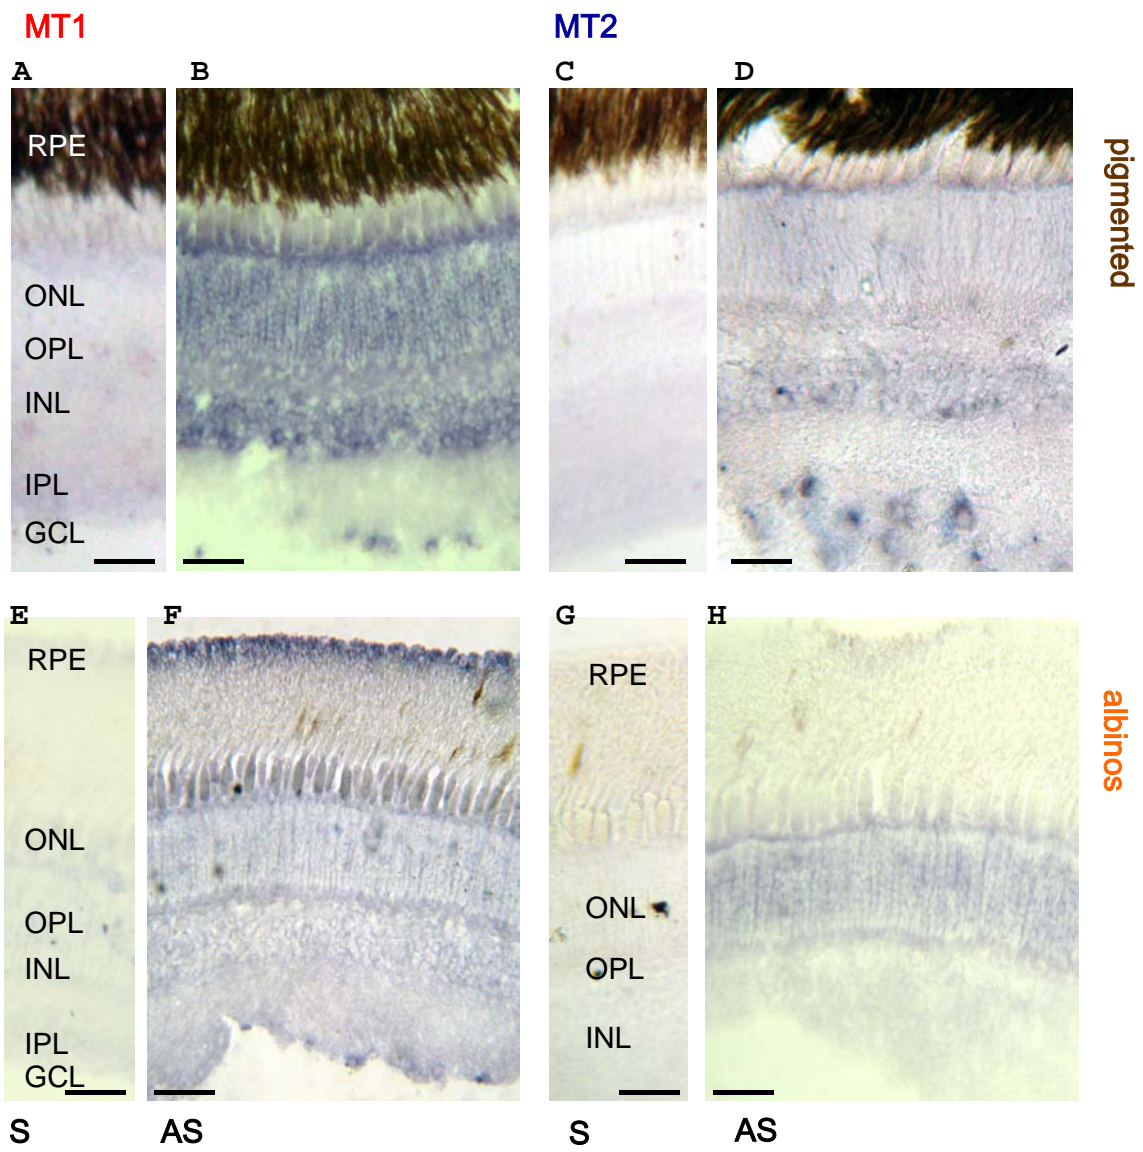 MT1 MT2
A B C D
RPE
ONL
OPL
INL
IPL
GCL
pigmented
E F G H
RPE RPE
ONL
ONL
OPL
OPL
INL
INL
IPL
GCL
albinos
S AS S AS